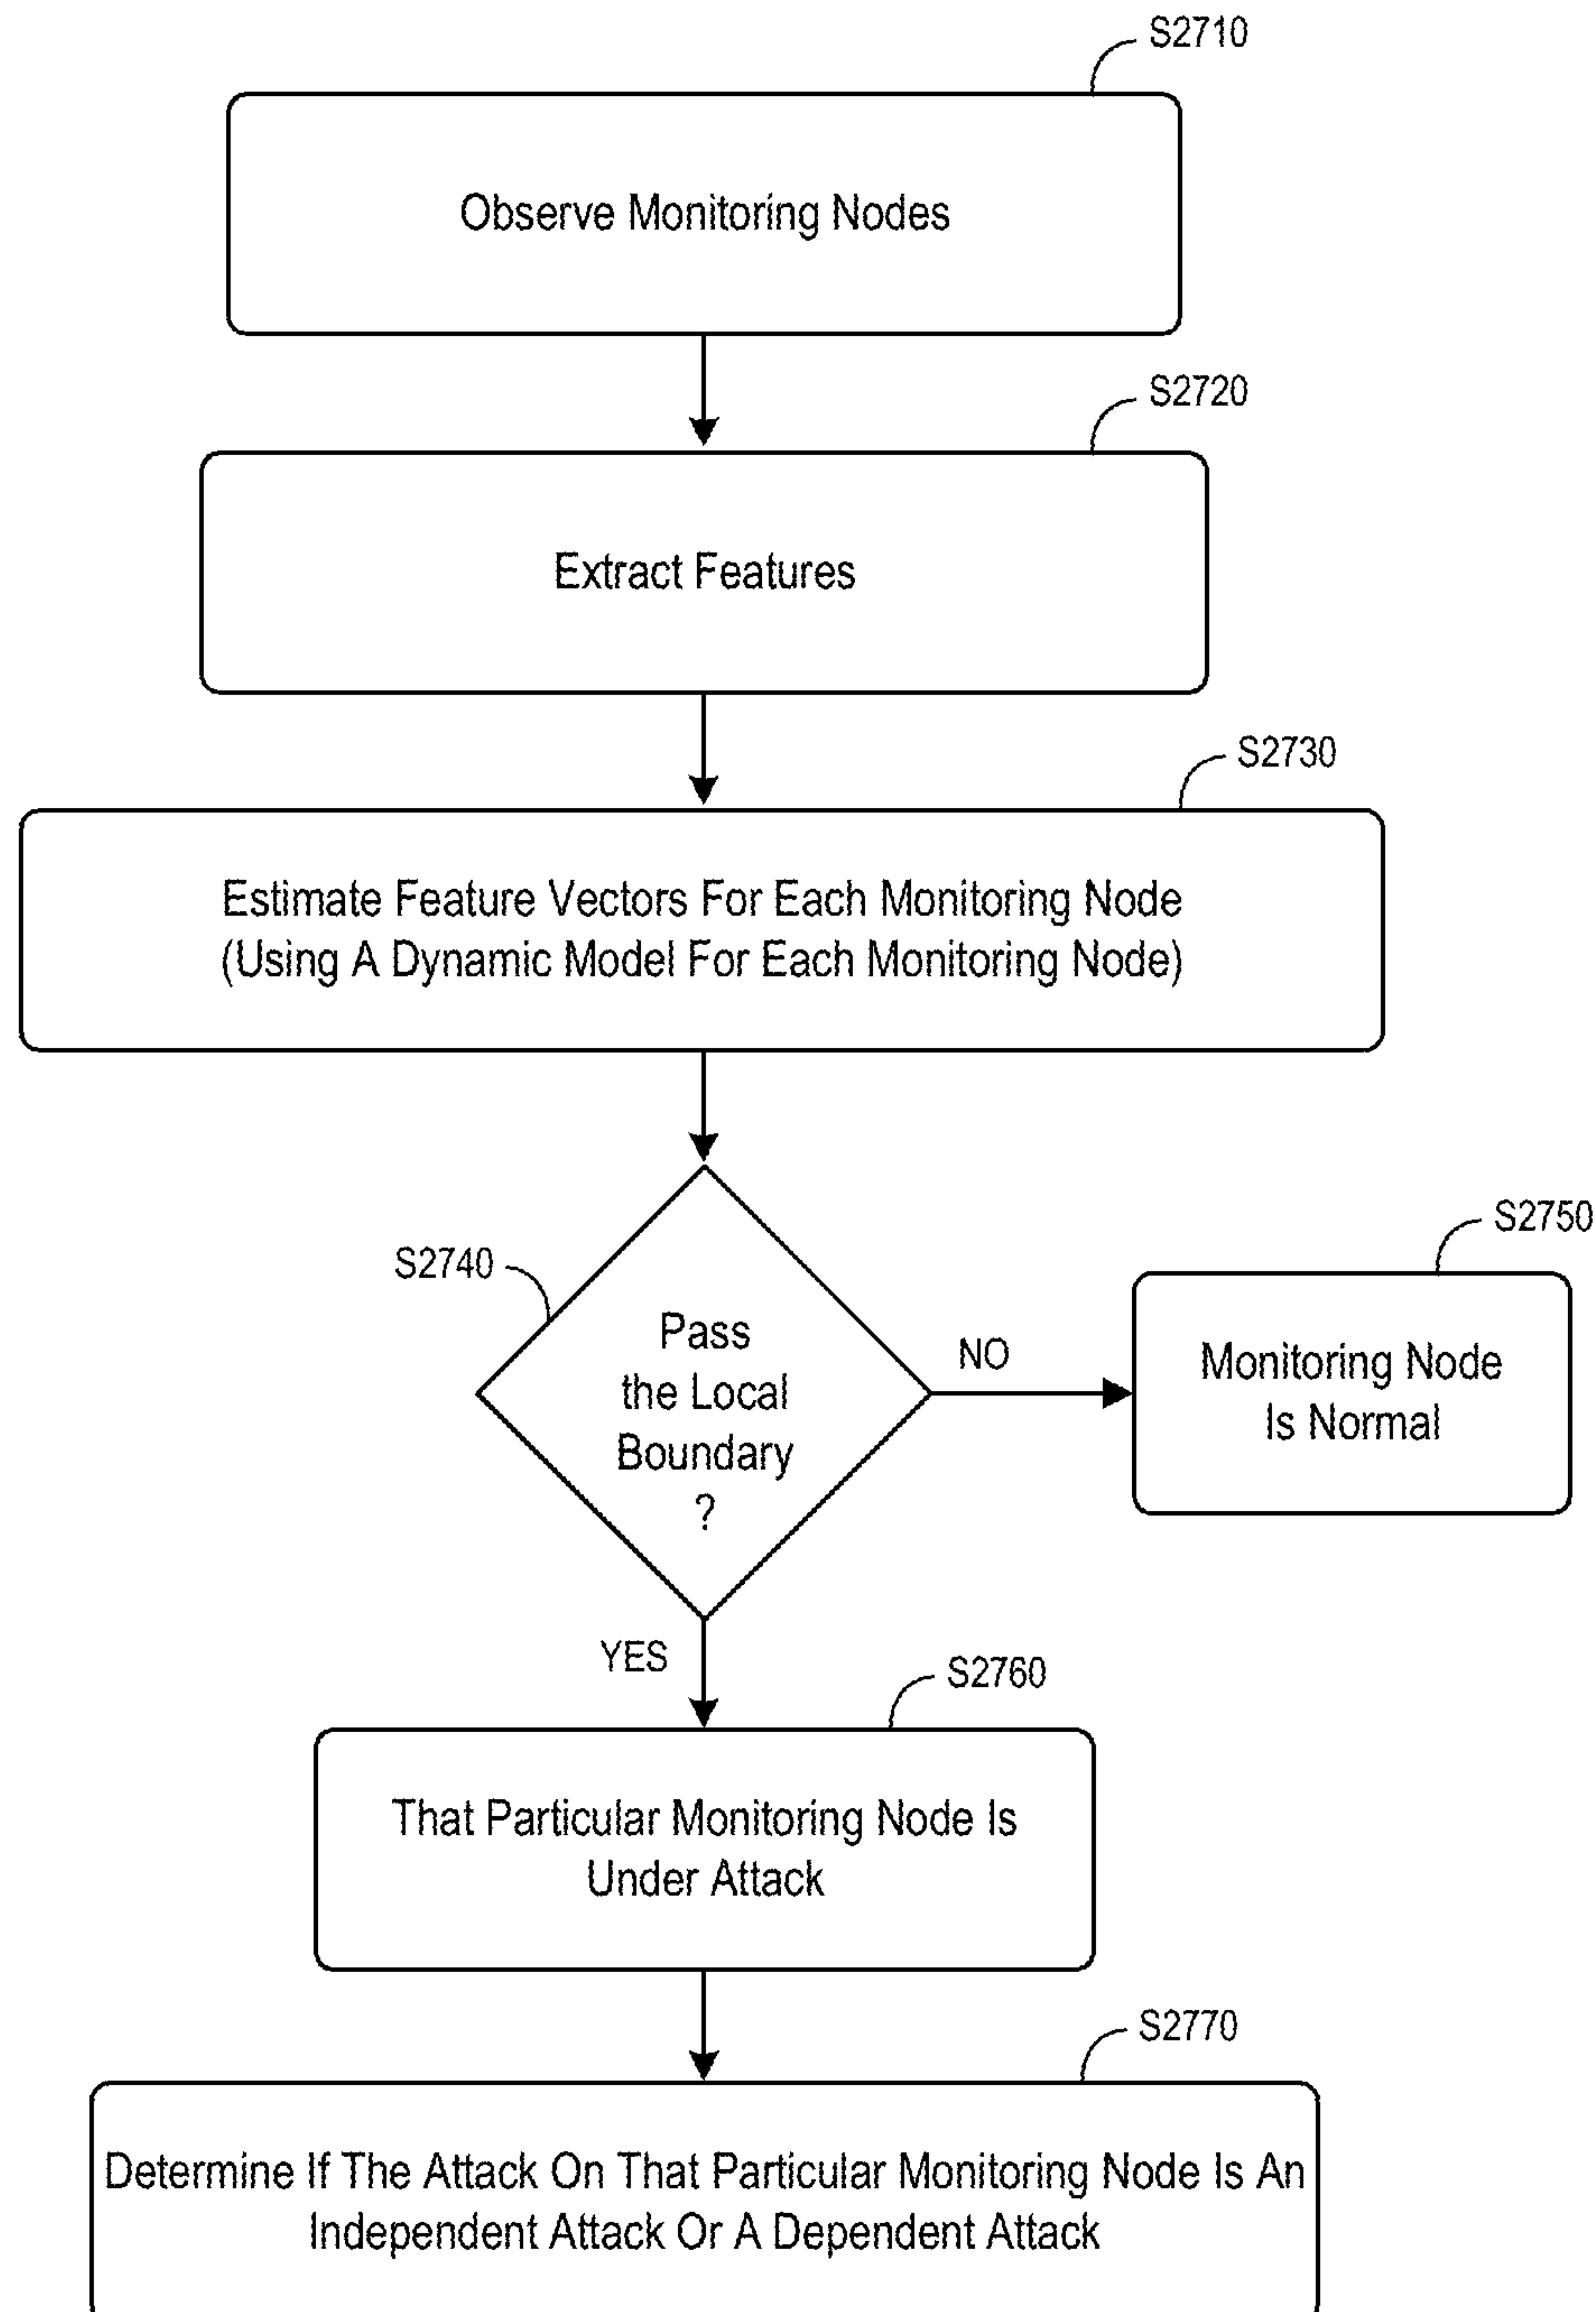 S2710
Observe Monitoring Nodes
S2720
Extract Features
S2730
Estimate Feature Vectors For Each Monitoring Node
(Using A Dynamic Model For Each Monitoring Node)
S2740
Pass
the Local
Boundary
?
NO
S2750
Monitoring Node
Is Normal
YES
S2760
That Particular Monitoring Node Is
Under Attack
S2770
Determine If The Attack On That Particular Monitoring Node Is An
Independent Attack Or A Dependent Attack